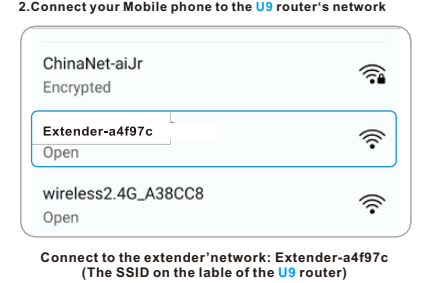 2.Connect your Mobile phone to the U9 router‘s network
ChinaNet-aiJr
Encrypted
Extender-a4f97c
Open
wireless2.4G_A38CC8
Open
Connect to the extender’network: Extender-a4f97c
(The SSID on the lable of the U9 router)